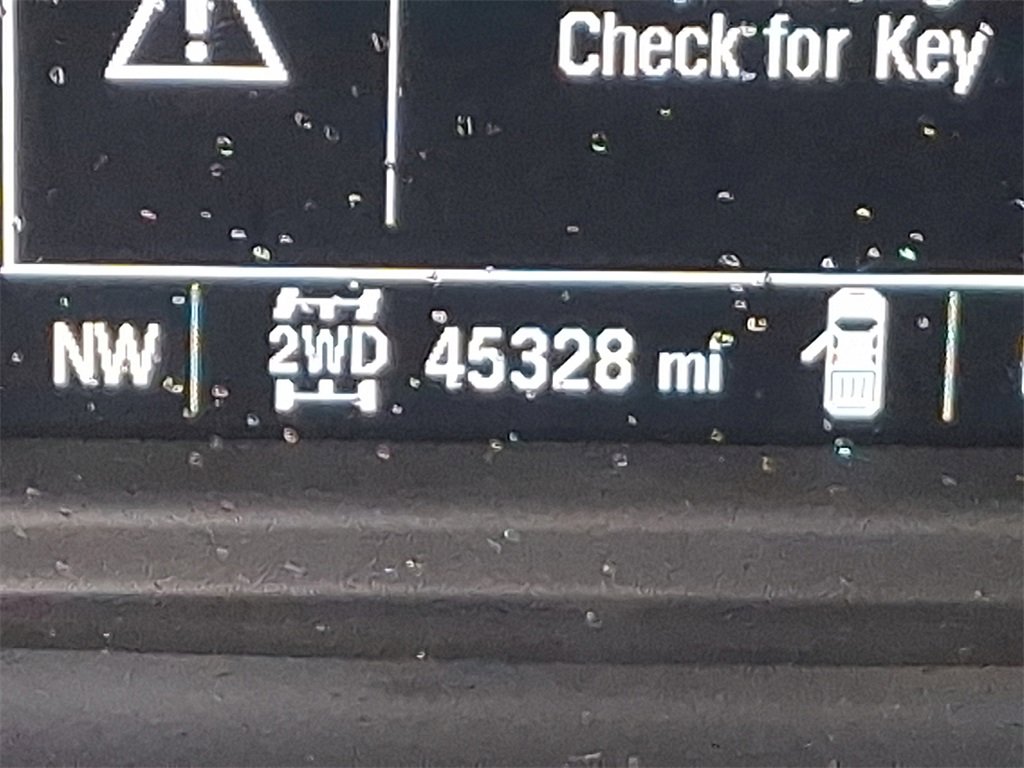 Check for Key
NW 2WD 45328 mi